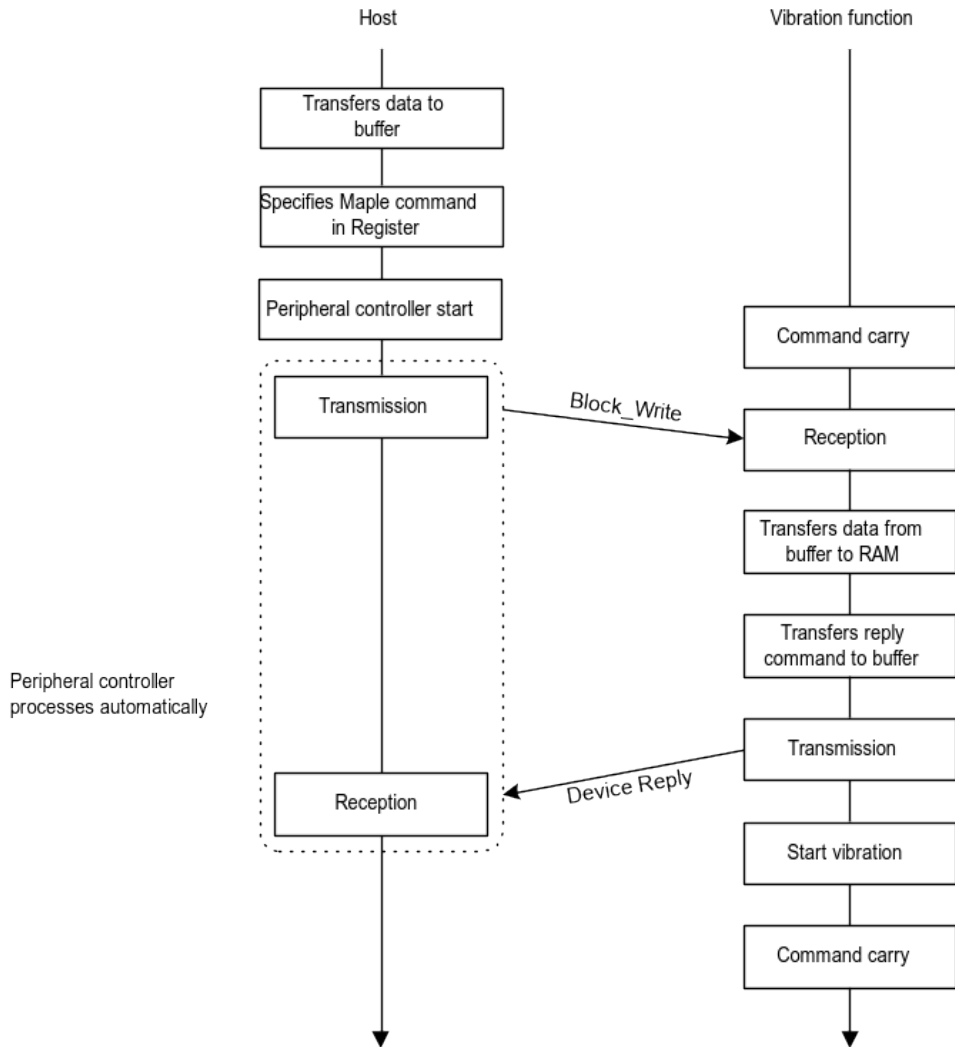 Host
Vibration function
Transfers data to
buffer
Specifies Maple command
in Register
Peripheral controller start
Command carry
Transmission
Block_Write
Reception
Transfers data from
buffer to RAM
Transfers reply
command to buffer
Peripheral controller
processes automatically
Transmission
Device Reply
Reception
Start vibration
Command carry